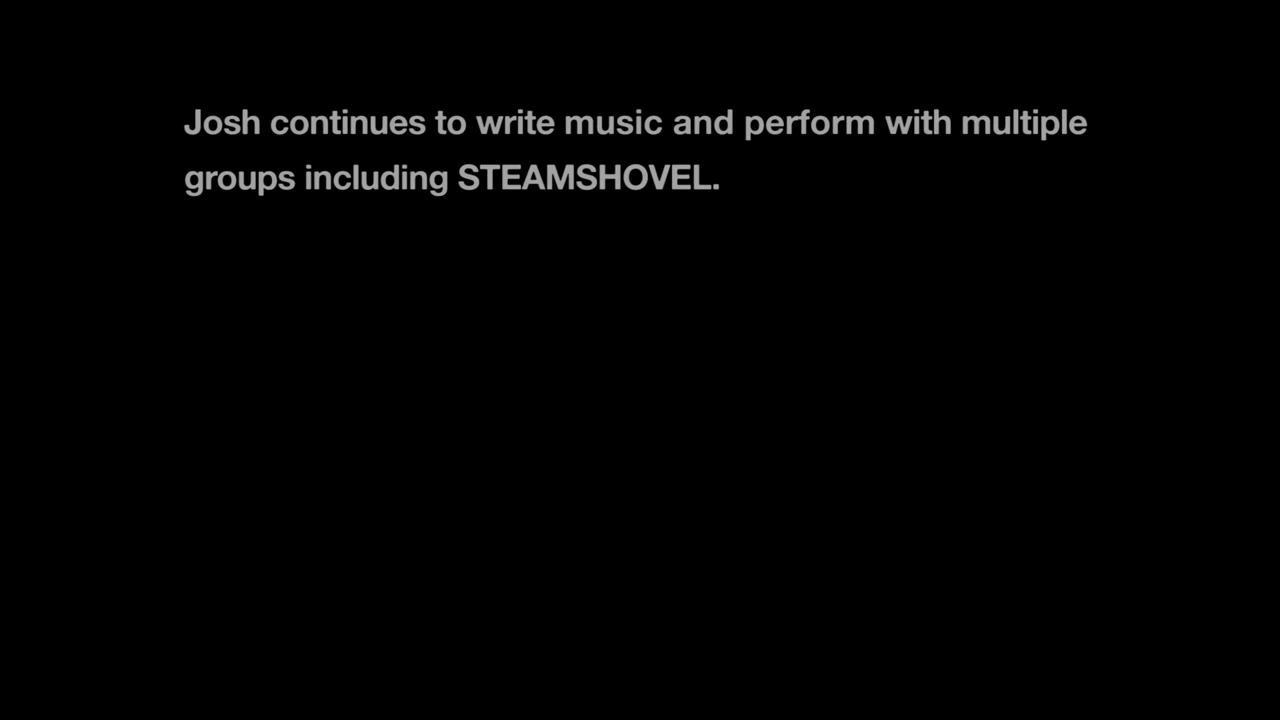 Josh continues to write music and perform with multiple
groups including STEAMSHOVEL.